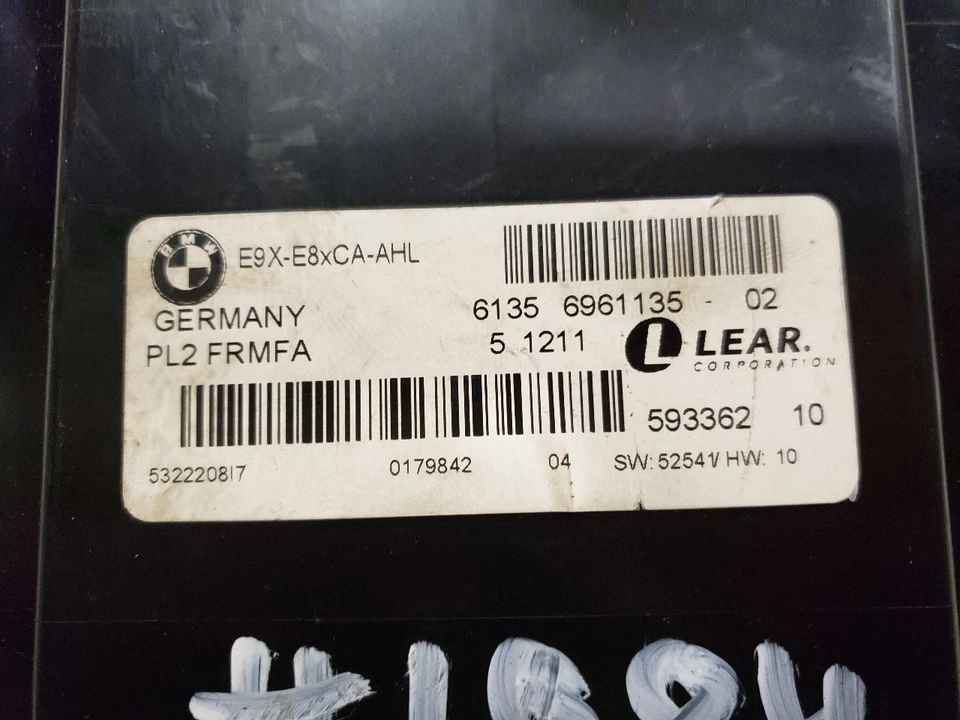 BMW
E9X-E8xCA-AHL
GERMANY
6135 6961135 - 02
PL2 FRMFA
5 1211
L LEAR.
CORPORATION
593362 10
532220817 0179842 04 SW: 52541/ HW: 10